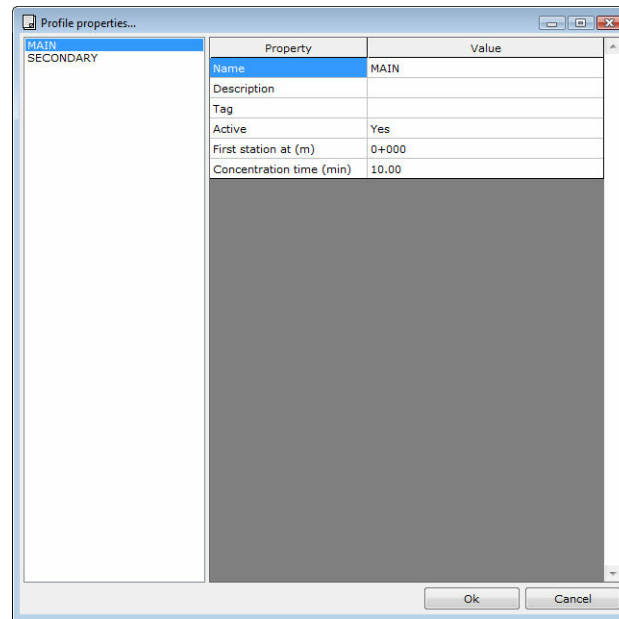 Profile properties...
MAIN
SECONDARY
Property Value
Name MAIN
Description
Tag
Active Yes
First station at (m) 0+000
Concentration time (min) 10.00
Ok Cancel